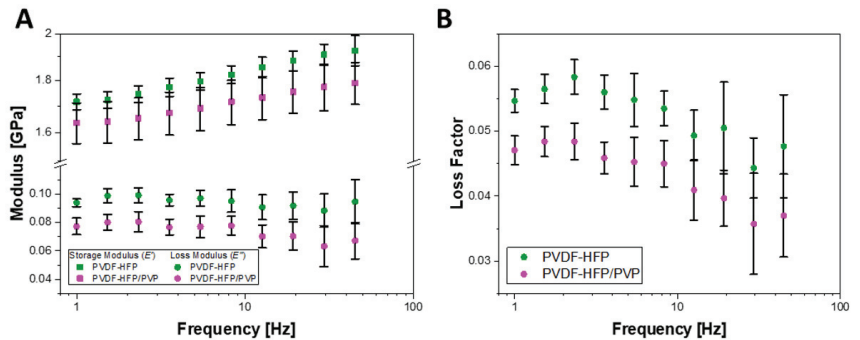 A
Modulus [GPa]
2
1.8
1.6
0.10
0.08
0.06
0.04
Storage Modulus (E') Loss Modulus (E'')
PVDF-HFP PVDF-HFP
PVDF-HFP/PVP PVDF-HFP/PVP
1 10 100
Frequency [Hz]
B
Loss Factor
0.06
0.05
0.04
0.03
PVDF-HFP
PVDF-HFP/PVP
1 10 100
Frequency [Hz]